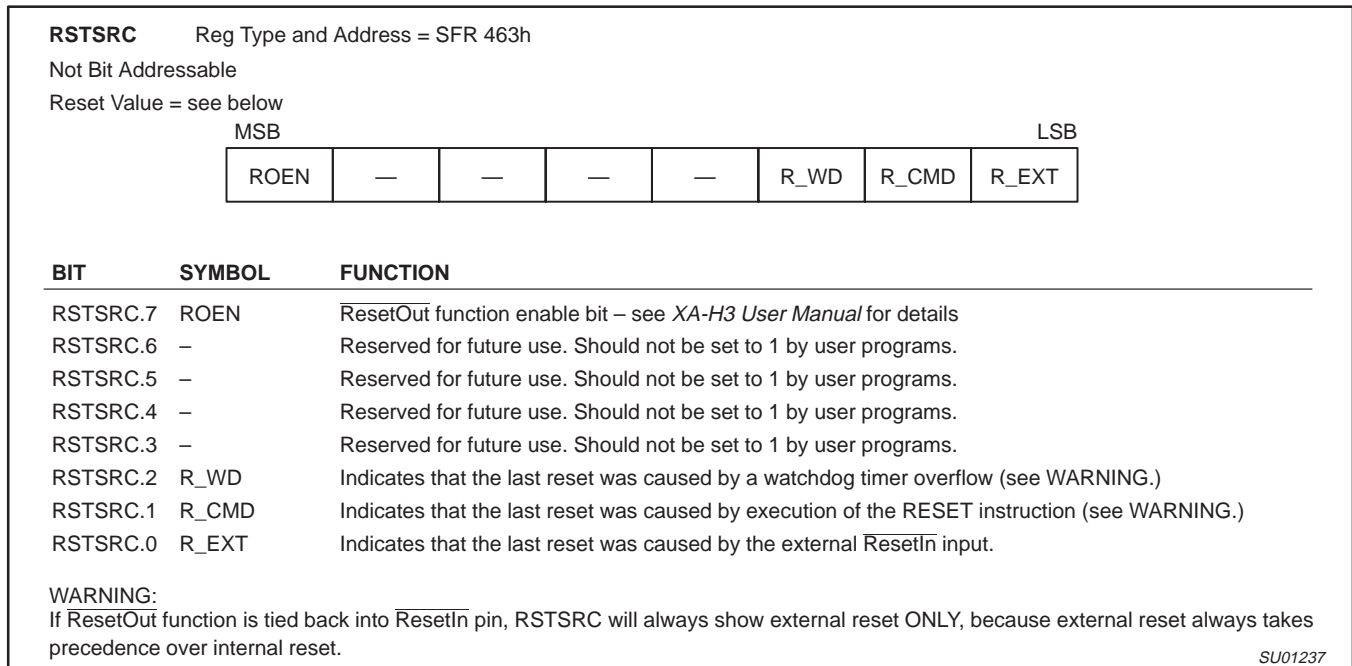 RSTSRC Reg Type and Address = SFR 463h
Not Bit Addressable
Reset Value = see below
MSB LSB
ROEN — — — — R_WD R_CMD R_EXT
BIT SYMBOL FUNCTION
RSTSRC.7 ROEN ResetOut function enable bit – see XA-H3 User Manual for details
RSTSRC.6 – Reserved for future use. Should not be set to 1 by user programs.
RSTSRC.5 – Reserved for future use. Should not be set to 1 by user programs.
RSTSRC.4 – Reserved for future use. Should not be set to 1 by user programs.
RSTSRC.3 – Reserved for future use. Should not be set to 1 by user programs.
RSTSRC.2 R_WD Indicates that the last reset was caused by a watchdog timer overflow (see WARNING.)
RSTSRC.1 R_CMD Indicates that the last reset was caused by execution of the RESET instruction (see WARNING.)
RSTSRC.0 R_EXT Indicates that the last reset was caused by the external ResetIn input.
WARNING:
If ResetOut function is tied back into ResetIn pin, RSTSRC will always show external reset ONLY, because external reset always takes
precedence over internal reset.
SU01237